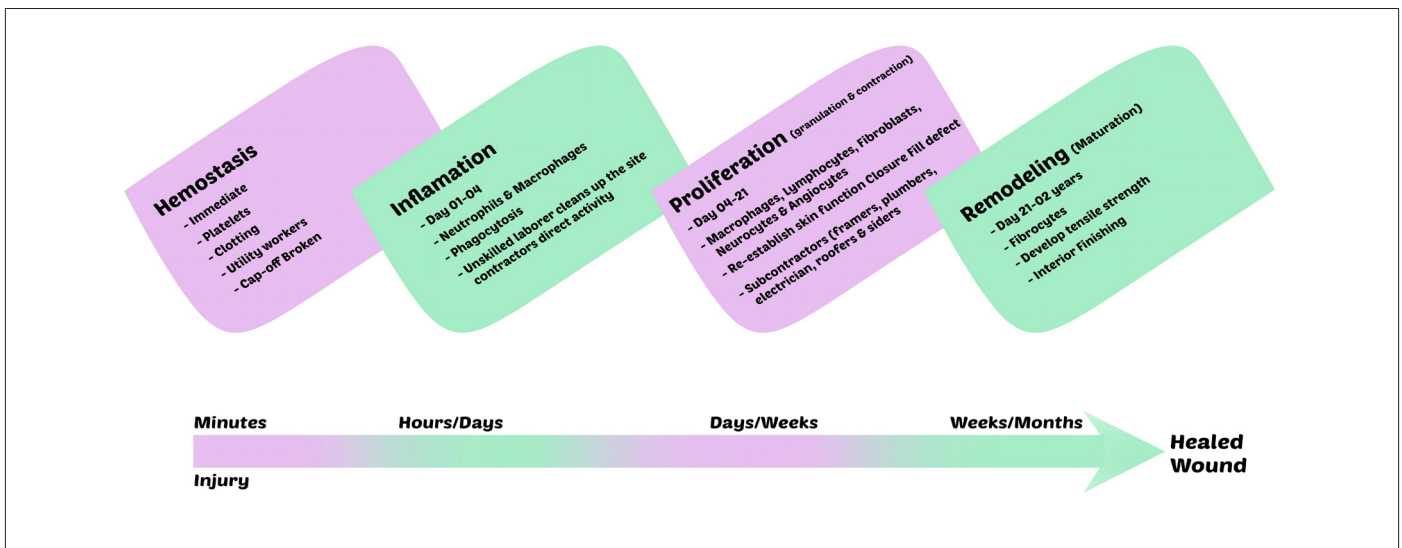 Hemostasis
- Immediate
- Platelets
- Clotting
- Utility workers
- Cap-off Broken
Inflamation
- Day 01-04
- Neutrophils & Macrophages
- Phagocytosis
- Unskilled laborer cleans up the site
contractors direct activity
Proliferation (granulation & contraction)
- Day 04-21
- Macrophages, Lymphocytes, Fibroblasts,
Neurocytes & Angiocytes
- Re-establish skin function Closure Fill defect
- Subcontractors (framers, plumbers,
electrician, roofers & siders
Remodeling (Maturation)
- Day 21-02 years
- Fibrocytes
- Develop tensile strength
- Interior Finishing
Minutes
Hours/Days
Days/Weeks
Weeks/Months
Injury
Healed
Wound